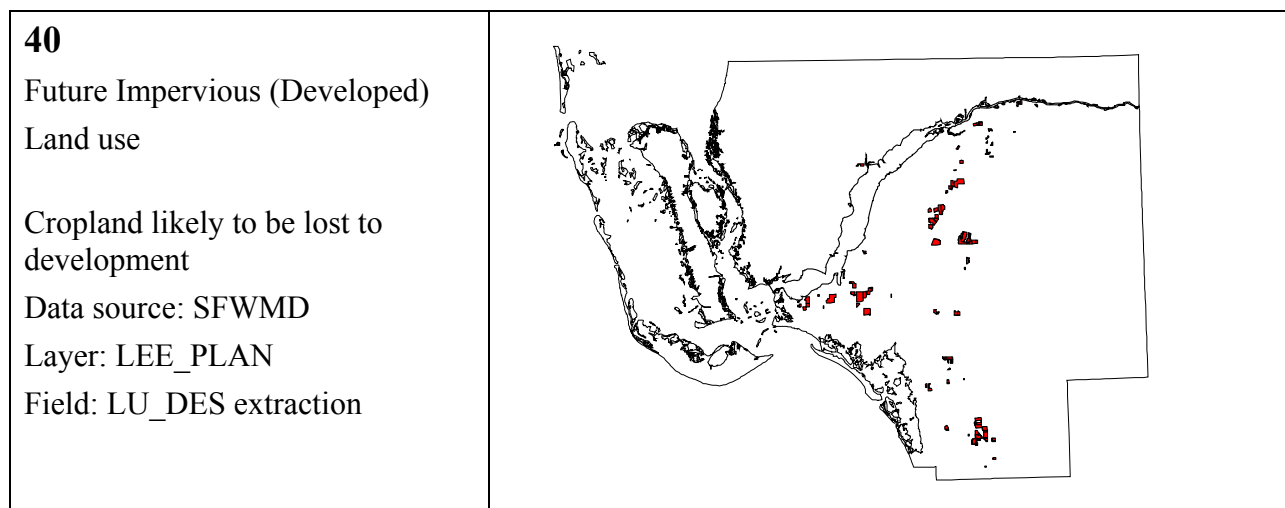 40
Future Impervious (Developed)
Land use
Cropland likely to be lost to
development
Data source: SFWMD
Layer: LEE_PLAN
Field: LU_DES extraction